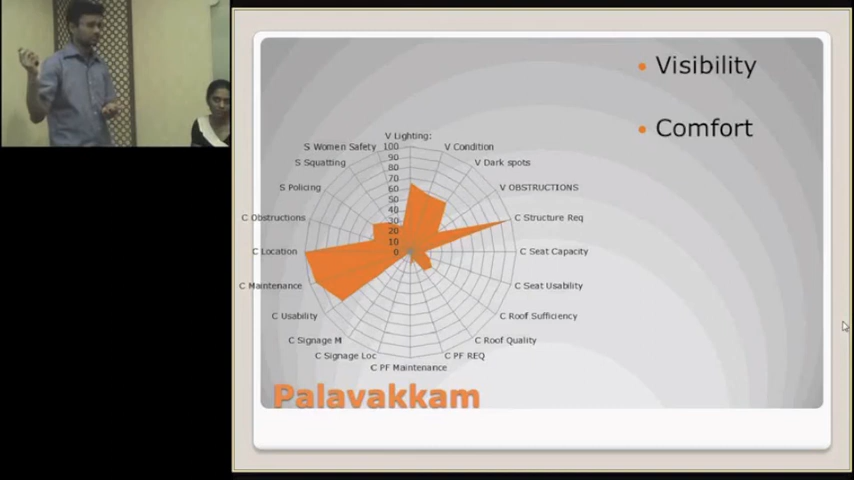 • Visibility
• Comfort
V Lighting:
V Condition
V Dark spots
V OBSTRUCTIONS
C Structure Req
C Seat Capacity
C Seat Usability
C Roof Sufficiency
C Roof Quality
C PF REQ
C PF Maintenance
C Signage Loc
C Signage M
C Usability
C Maintenance
C Location
C Obstructions
S Policing
S Squatting
S Women Safety
100
90
80
70
60
50
40
30
20
10
0
Palavakkam